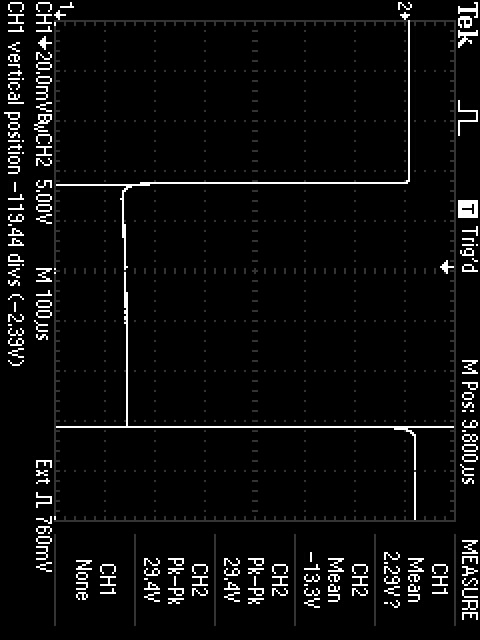 Tek T Trig'd M Pos: 9.800µs MEASURE
2
1
CH1
Mean
2.29V?
CH2
Mean
-13.3V
CH2
Pk-Pk
29.4V
CH2
Pk-Pk
29.4V
CH1
None
CH1 20.0mVBw CH2 5.00V M 100µs Ext 760mV
CH1 vertical position -119.44 divs (-2.39V)